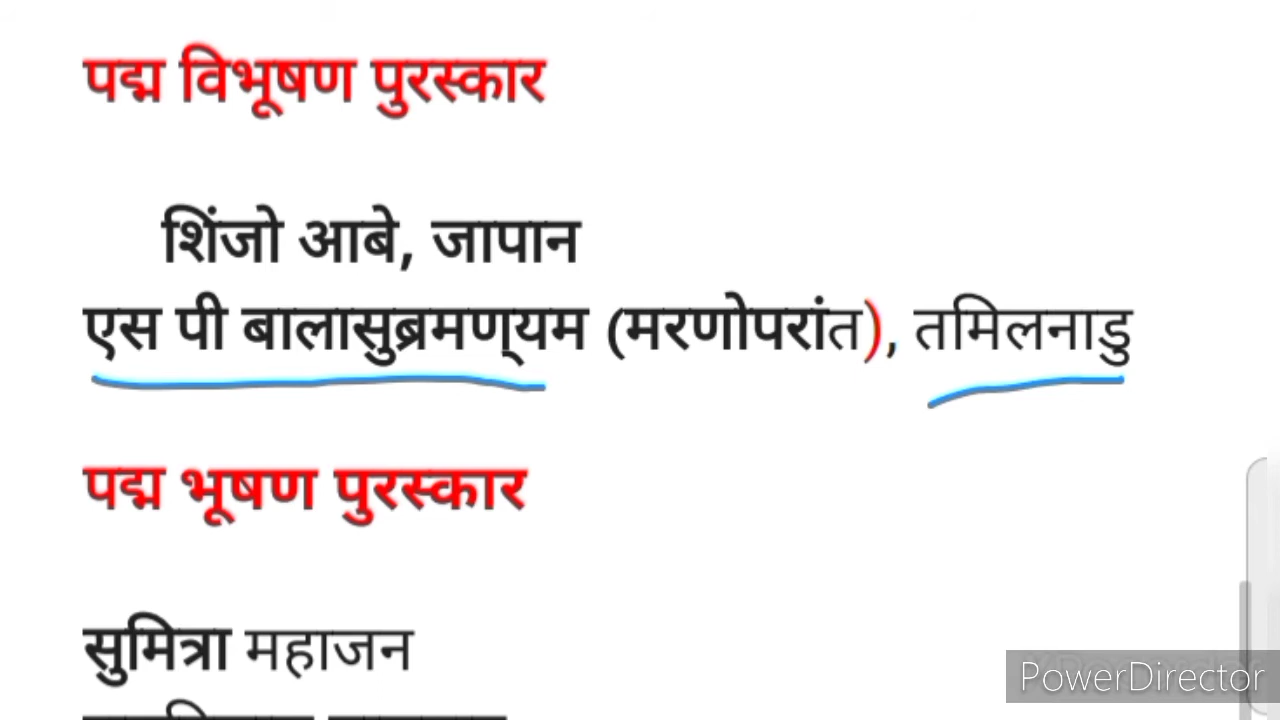 पद्म विभूषण पुरस्कार
शिंजो आबे, जापान
एस पी बालासुब्रमण्यम (मरणोपरांत), तमिलनाडु
पद्म भूषण पुरस्कार
सुमित्रा महाजन
PowerDirector